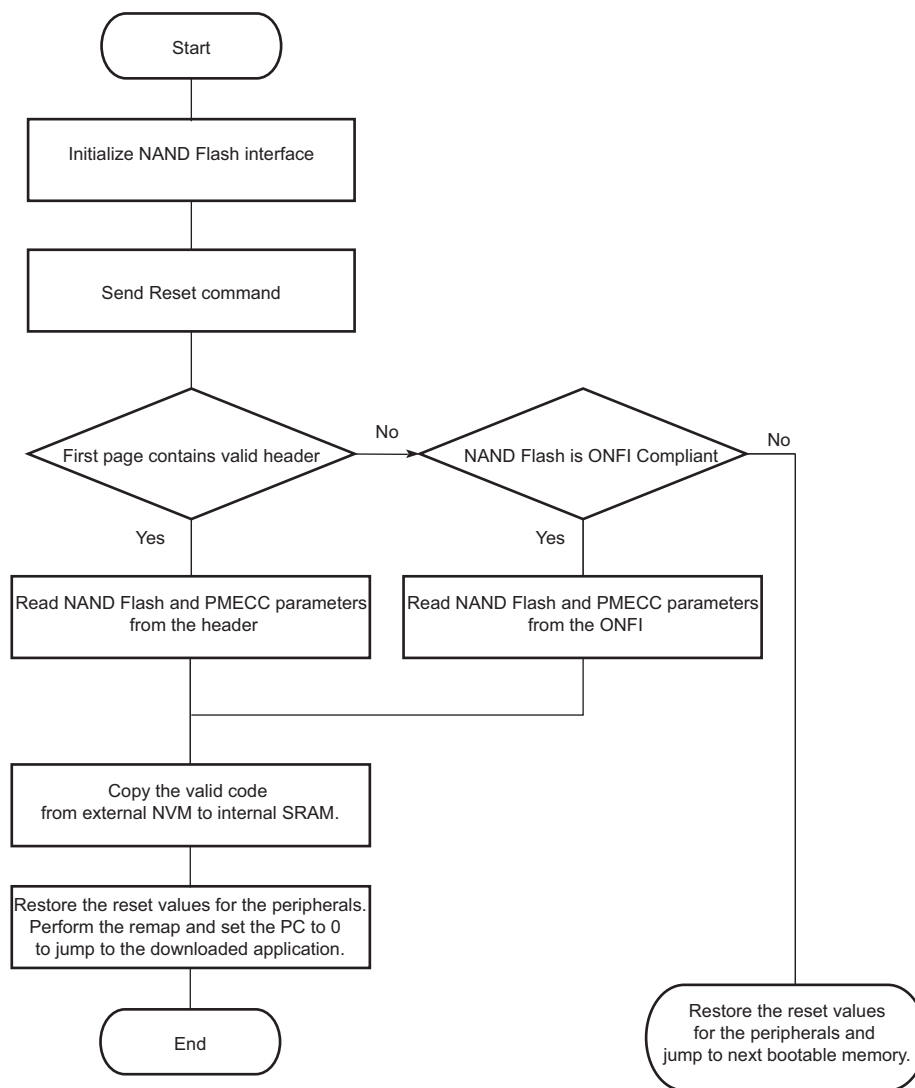 Start
Initialize NAND Flash interface
Send Reset command
First page contains valid header
No
NAND Flash is ONFI Compliant
No
Yes
Yes
Read NAND Flash and PMECC parameters
from the header
Read NAND Flash and PMECC parameters
from the ONFI
Copy the valid code
from external NVM to internal SRAM.
Restore the reset values for the peripherals.
Perform the remap and set the PC to 0
to jump to the downloaded application.
End
Restore the reset values
for the peripherals and
jump to next bootable memory.